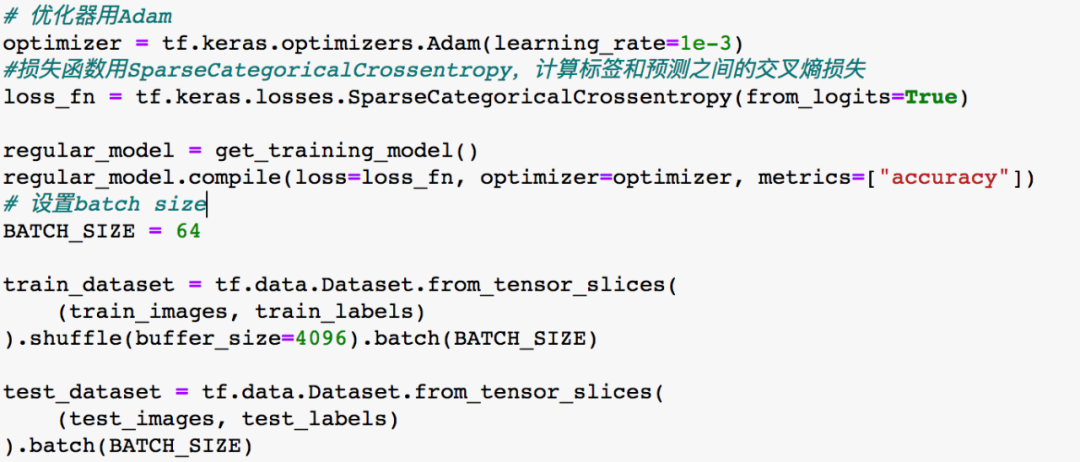 # 优化器用Adam
optimizer = tf.keras.optimizers.Adam(learning_rate=1e-3)
#损失函数用SparseCategoricalCrossentropy，计算标签和预测之间的交叉熵损失
loss_fn = tf.keras.losses.SparseCategoricalCrossentropy(from_logits=True)
regular_model = get_training_model()
regular_model.compile(loss=loss_fn, optimizer=optimizer, metrics=["accuracy"])
# 设置batch size
BATCH_SIZE = 64
train_dataset = tf.data.Dataset.from_tensor_slices(
    (train_images, train_labels)
).shuffle(buffer_size=4096).batch(BATCH_SIZE)
test_dataset = tf.data.Dataset.from_tensor_slices(
    (test_images, test_labels)
).batch(BATCH_SIZE)